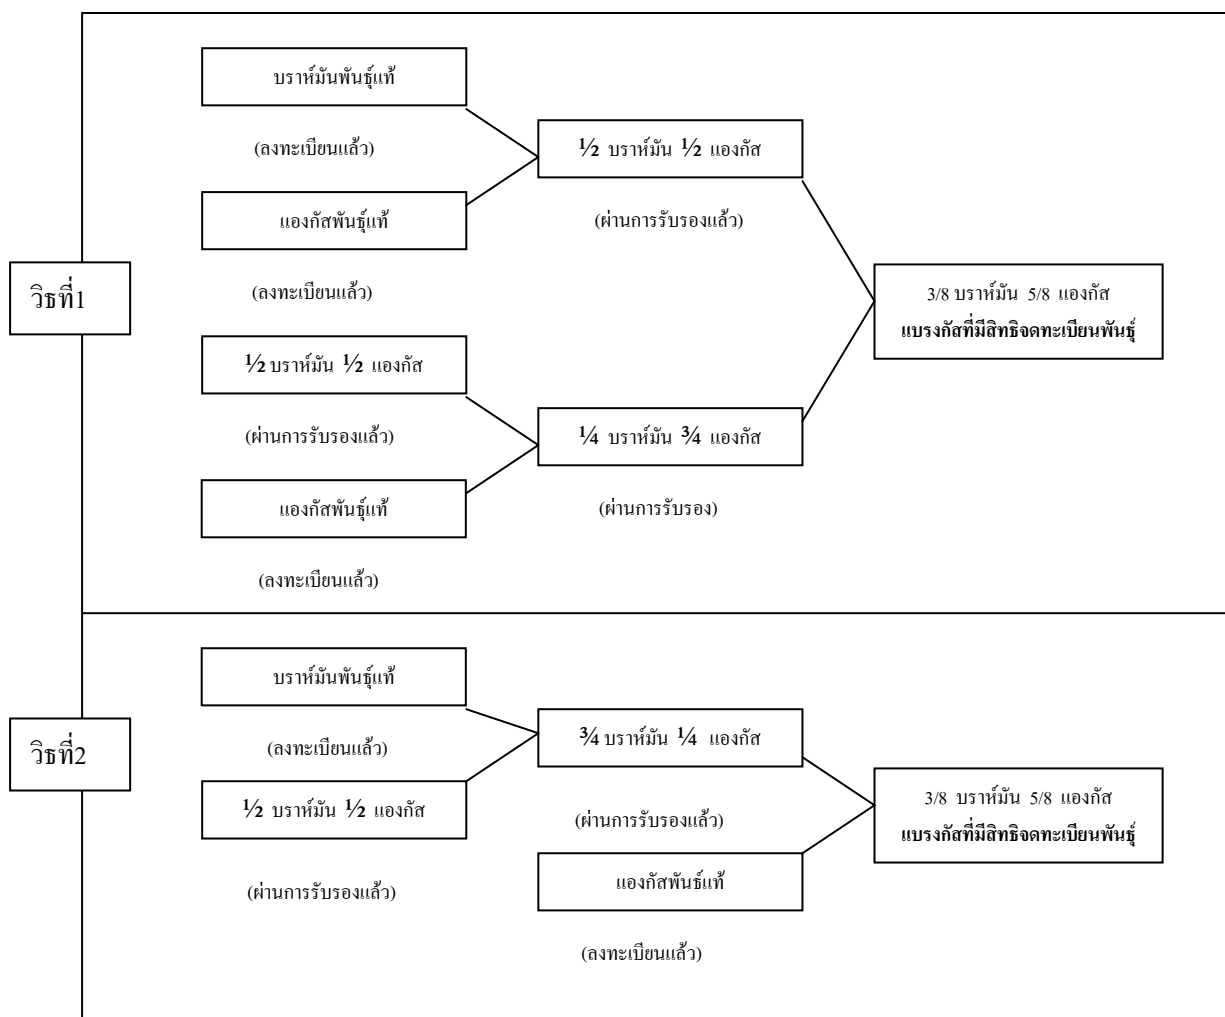 บราห์มันพันธุ์แท้
(ลงทะเบียนแล้ว)
½ บราห์มัน ½ แองกัส
แองกัสพันธุ์แท้
(ผ่านการรับรองแล้ว)
(ลงทะเบียนแล้ว)
วิธที่1
3/8 บราห์มัน 5/8 แองกัส
แบรงกัสที่มีสิทธิจดทะเบียนพันธุ์
½ บราห์มัน ½ แองกัส
(ผ่านการรับรองแล้ว)
¼ บราห์มัน ¾ แองกัส
แองกัสพันธุ์แท้
(ผ่านการรับรอง)
(ลงทะเบียนแล้ว)
บราห์มันพันธุ์แท้
(ลงทะเบียนแล้ว)
¾ บราห์มัน ¼ แองกัส
วิธที่2
½ บราห์มัน ½ แองกัส
(ผ่านการรับรองแล้ว)
3/8 บราห์มัน 5/8 แองกัส
แบรงกัสที่มีสิทธิจดทะเบียนพันธุ์
(ผ่านการรับรองแล้ว)
แองกัสพันธ์แท้
(ลงทะเบียนแล้ว)